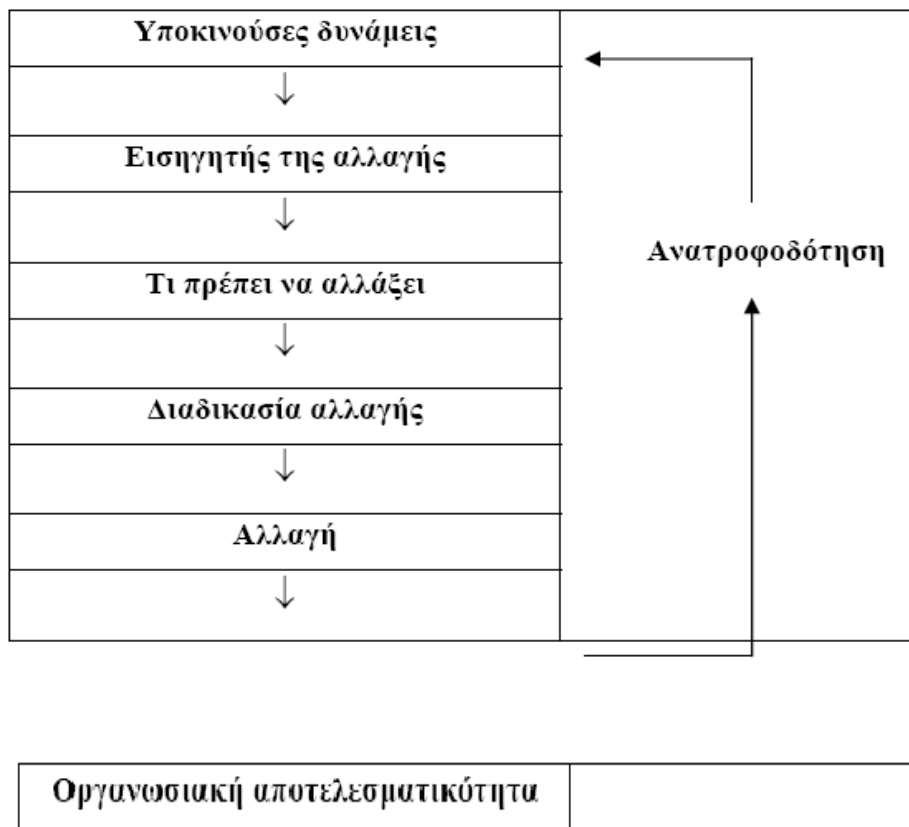 Υποκινούσες δυνάμεις
↓
Εισηγητής της αλλαγής
↓
Ανατροφοδότηση
Τι πρέπει να αλλάξει
↓
Διαδικασία αλλαγής
↓
Αλλαγή
↓
Οργανωσιακή αποτελεσματικότητα